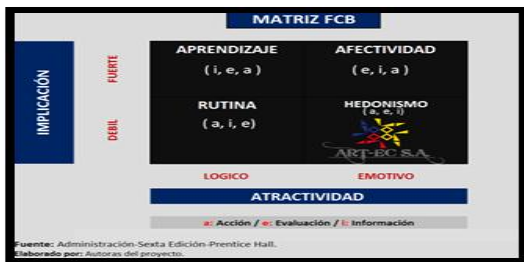 MATRIZ FCB
IMPLICACIÓN
FUERTE
DEBIL
APRENDIZAJE
( i, e, a )
AFECTIVIDAD
( e, i, a )
RUTINA
( a, i, e)
HEDONISMO
( a, e, i)
ART-EC S.A.
LOGICO
EMOTIVO
ATRACTIVIDAD
a: Acción / e: Evaluación / i: Información
Fuente: Administración-Sexta Edición-Prentice Hall.
Elaborado por: Autoras del proyecto.